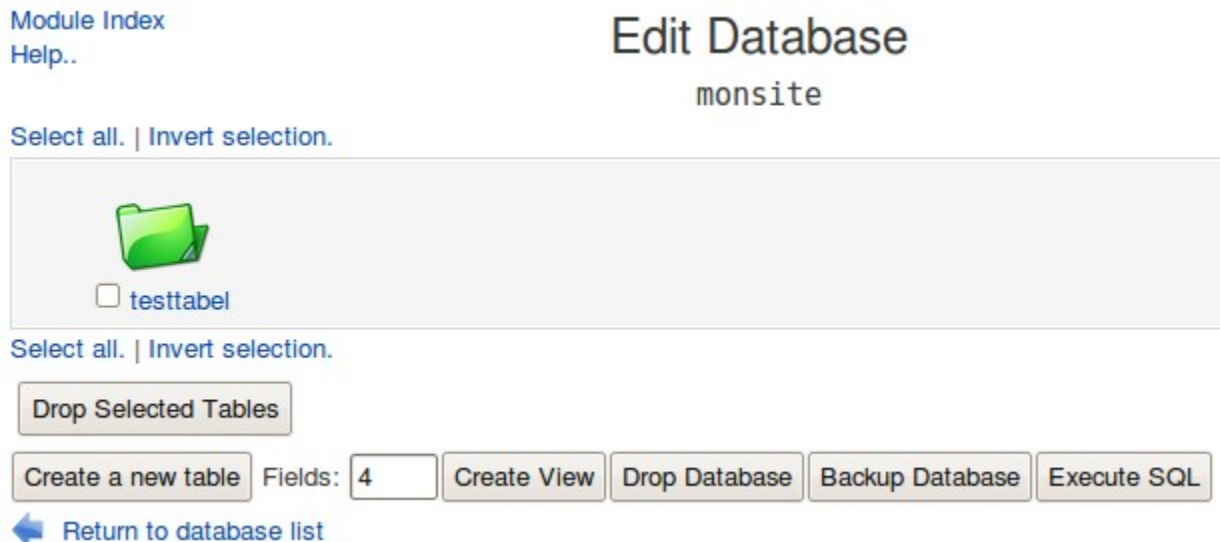 Module Index
Help..
Edit Database
monsite
Select all. | Invert selection.
testtabel
Select all. | Invert selection.
Drop Selected Tables
Create a new table Fields: 4 Create View Drop Database Backup Database Execute SQL
Return to database list